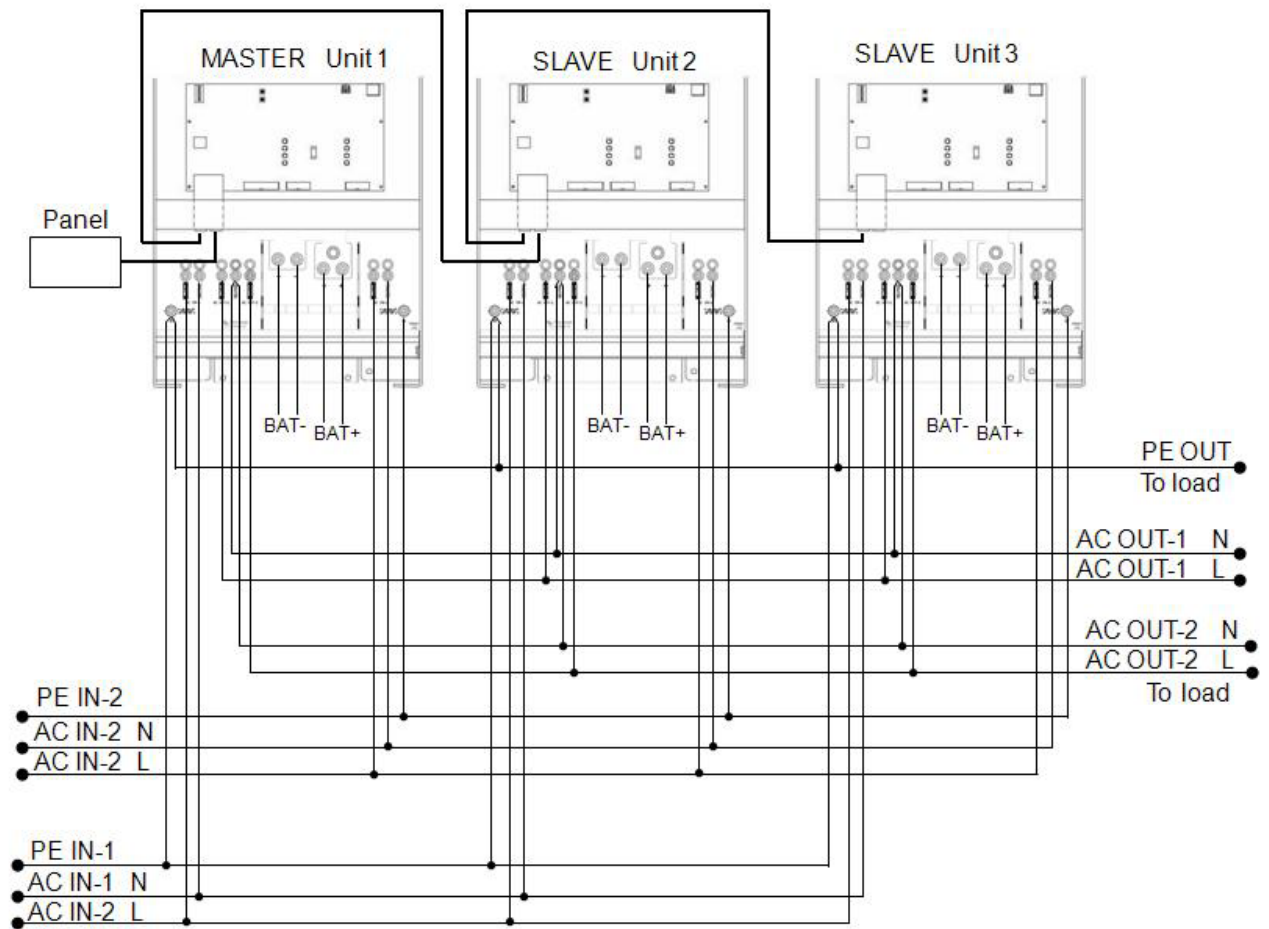 MASTER Unit 1
SLAVE Unit 2
SLAVE Unit 3
Panel
BAT- BAT+
BAT- BAT+
BAT- BAT+
PE OUT
To load
AC OUT-1 N
AC OUT-1 L
AC OUT-2 N
AC OUT-2 L
To load
PE IN-2
AC IN-2 N
AC IN-2 L
PE IN-1
AC IN-1 N
AC IN-2 L